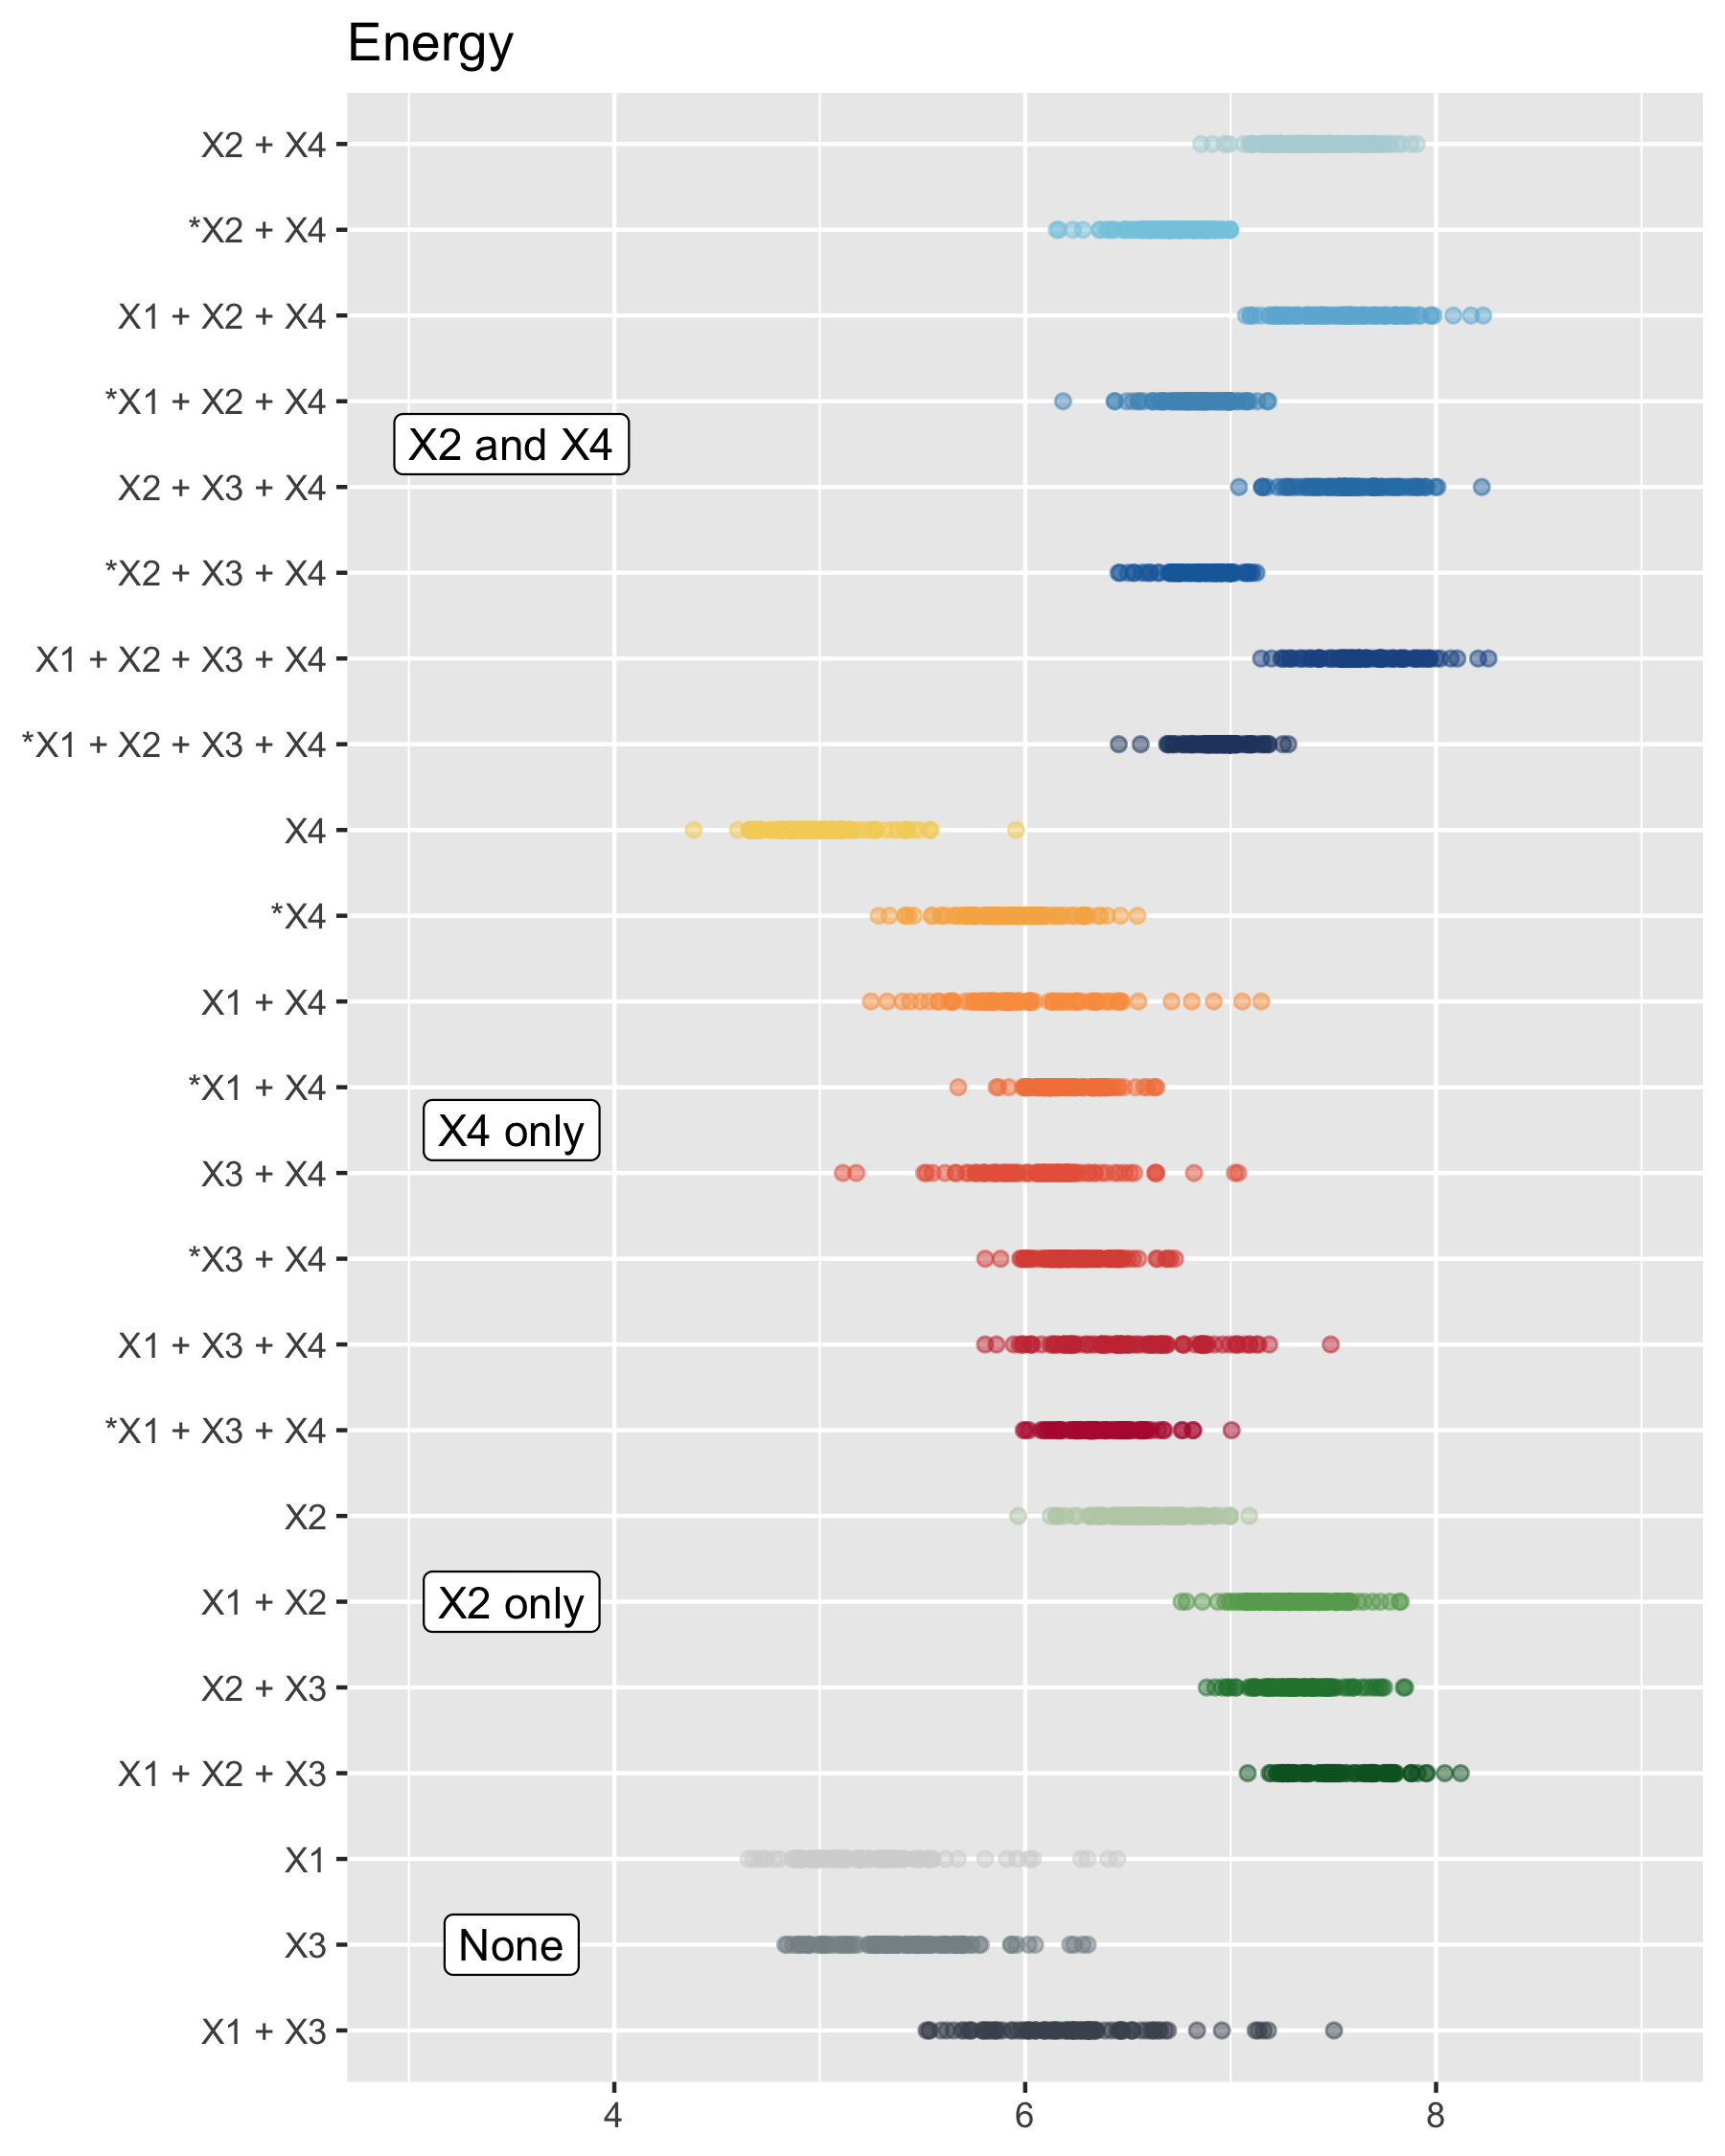 Energy
X2 + X4
*X2 + X4
X1 + X2 + X4
*X1 + X2 + X4
X2 and X4
X2 + X3 + X4
*X2 + X3 + X4
X1 + X2 + X3 + X4
*X1 + X2 + X3 + X4
X4
*X4
X1 + X4
*X1 + X4
X4 only
X3 + X4
*X3 + X4
X1 + X3 + X4
*X1 + X3 + X4
X2
X1 + X2
X2 only
X2 + X3
X1 + X2 + X3
X1
X3
None
X1 + X3
4
6
8